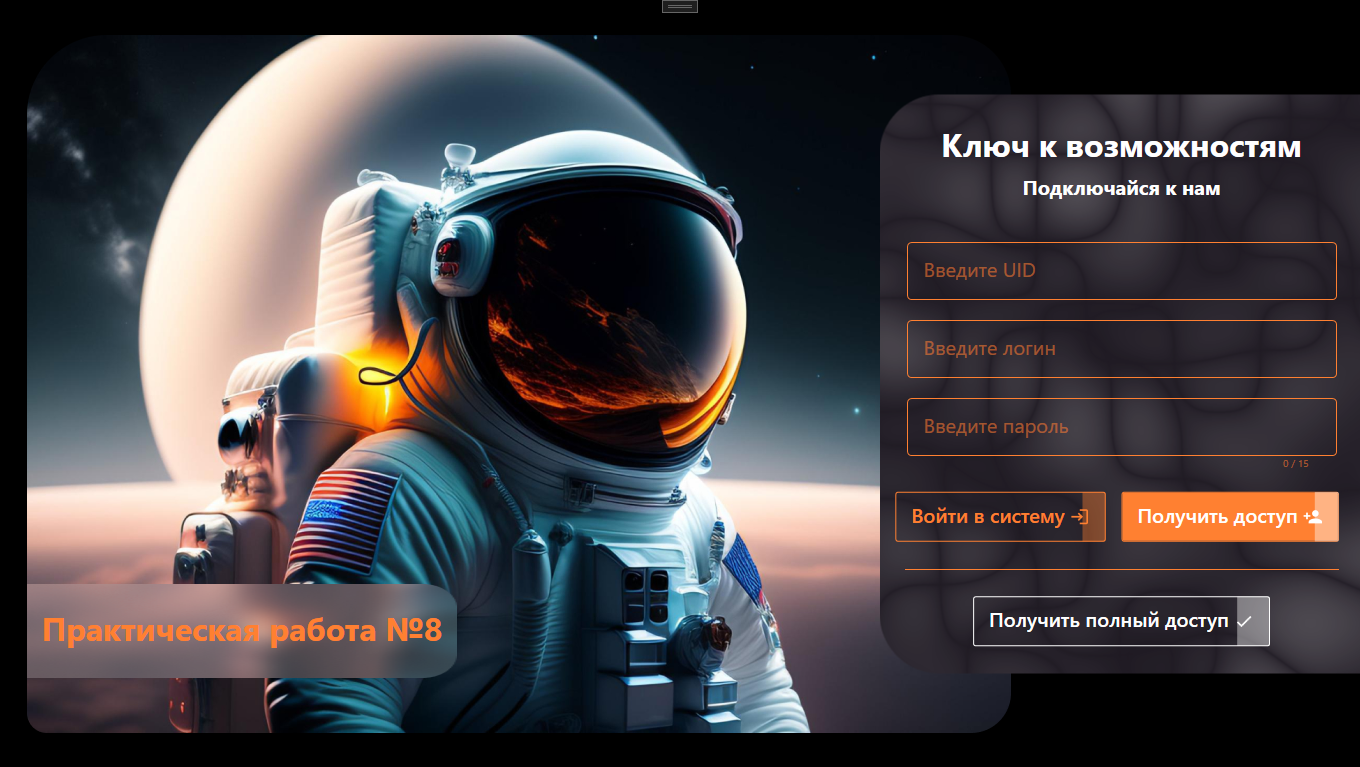 Ключ к возможностям
Подключайся к нам
Введите UID
Введите логин
Введите пароль
0 / 15
Войти в систему
Получить доступ
Получить полный доступ
Практическая работа №8